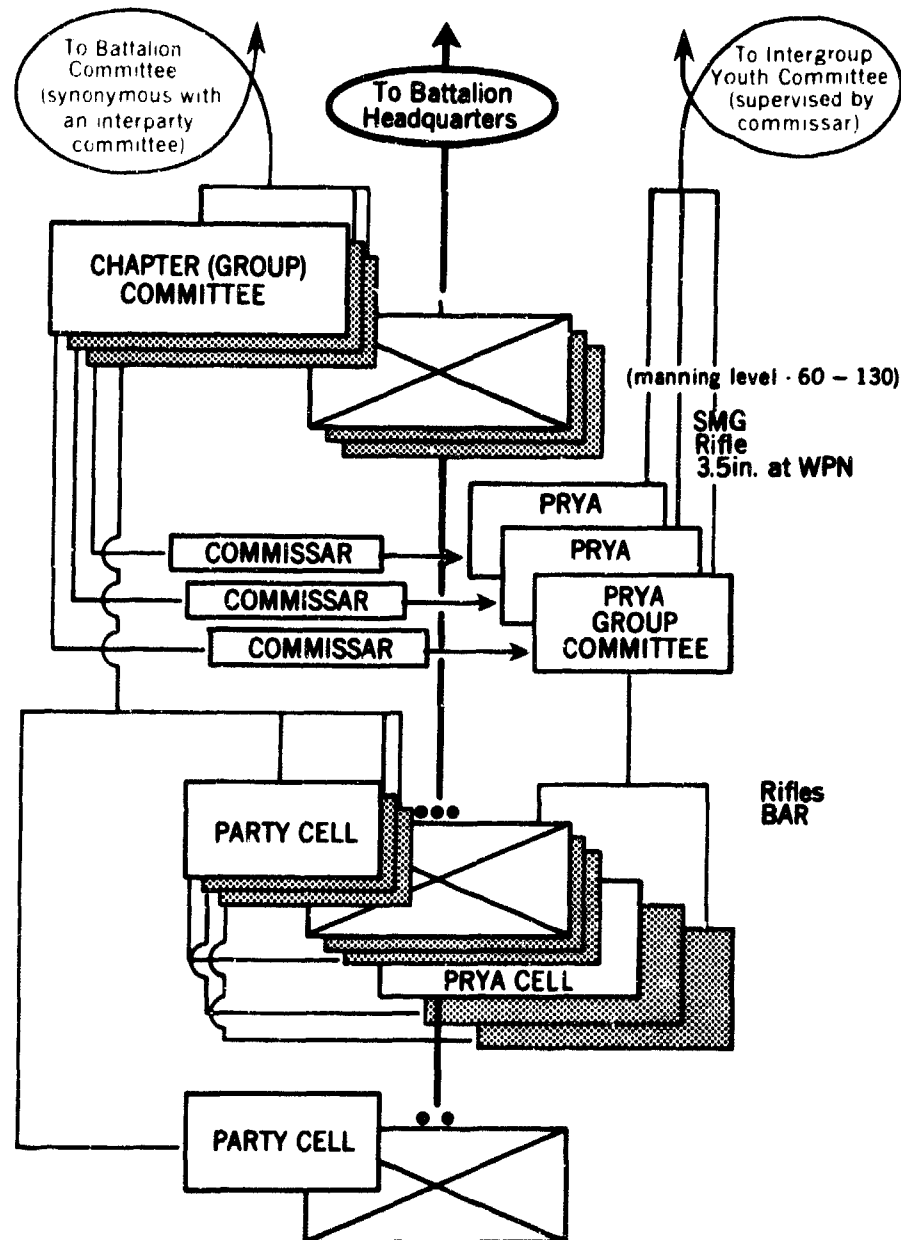 To Battalion
Committee
(synonymous with
an interparty
committee)
To Battalion
Headquarters
To Intergroup
Youth Committee
(supervised by
commissar)
CHAPTER (GROUP)
COMMITTEE
(manning level · 60 – 130)
SMG
Rifle
3.5in. at WPN
PRYA
PRYA
PRYA
GROUP
COMMITTEE
COMMISSAR
COMMISSAR
COMMISSAR
PARTY CELL
Rifles
BAR
PRYA CELL
PARTY CELL